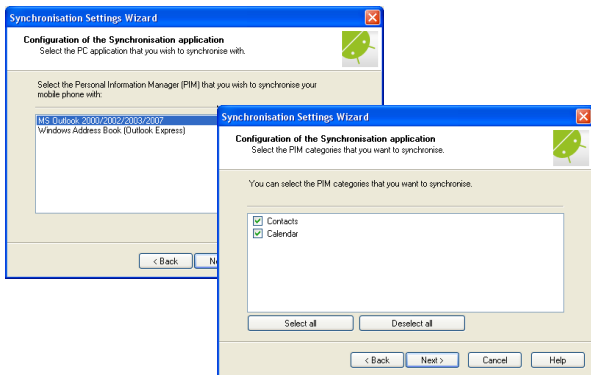 Synchronisation Settings Wizard
Configuration of the Synchronisation application
Select the PC application that you wish to synchronise with.
Select the Personal Information Manager (PIM) that you wish to synchronise your
mobile phone with:
MS Outlook 2000/2002/2003/2007
Windows Address Book (Outlook Express)
< Back
Synchronisation Settings Wizard
Configuration of the Synchronisation application
Select the PIM categories that you want to synchronise.
You can select the PIM categories that you want to synchronise.
Contacts
Calendar
Select all
Deselect all
< Back
Next >
Cancel
Help